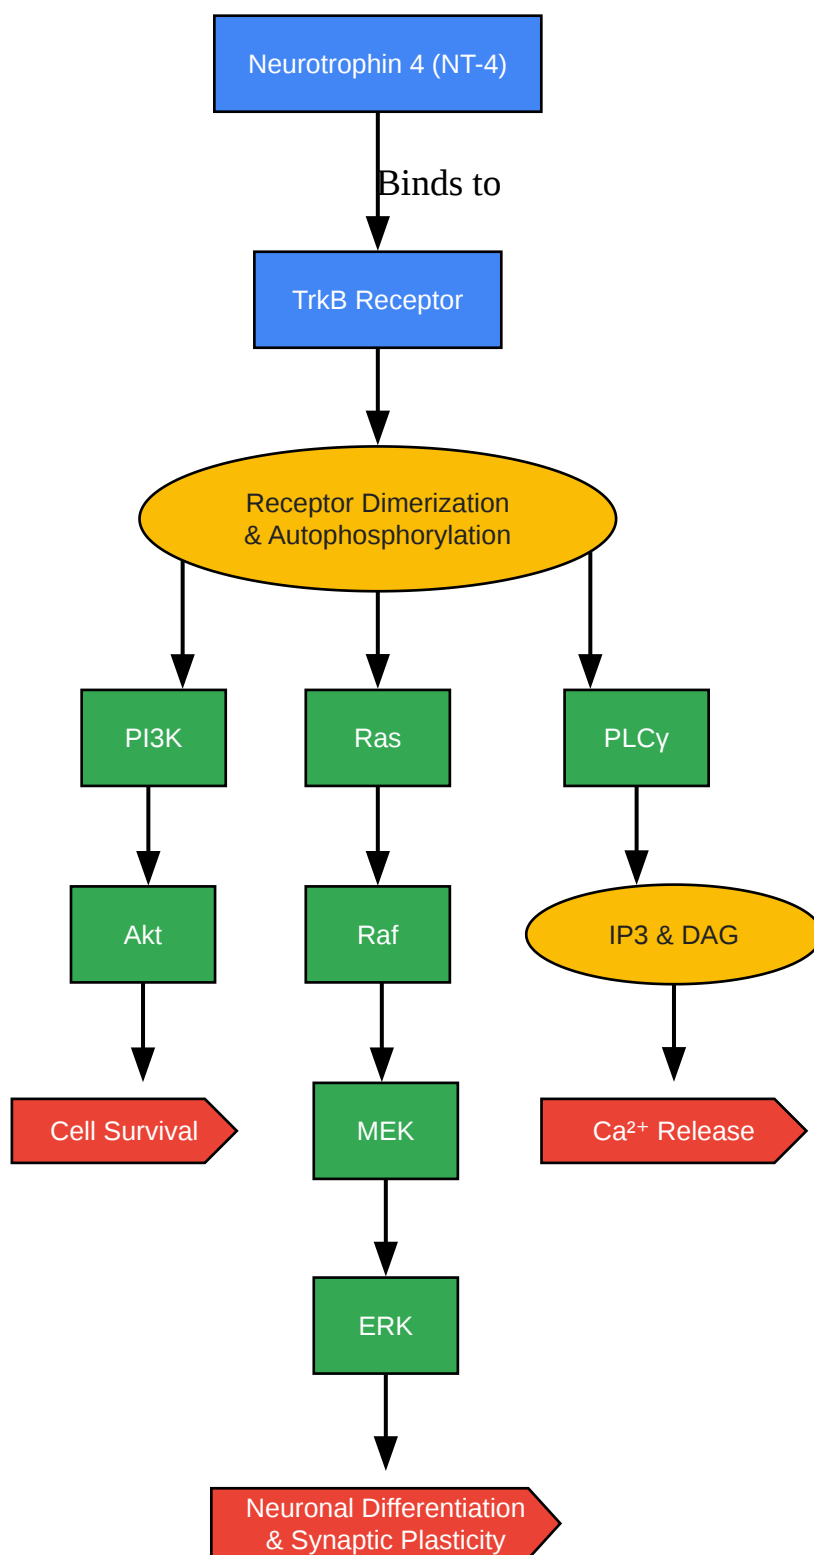 Neurotrophin 4 (NT-4)
Binds to
TrkB Receptor
Receptor Dimerization
& Autophosphorylation
PI3K
Ras
PLCγ
Akt
Raf
IP3 & DAG
Cell Survival
MEK
Ca²⁺ Release
ERK
Neuronal Differentiation
& Synaptic Plasticity